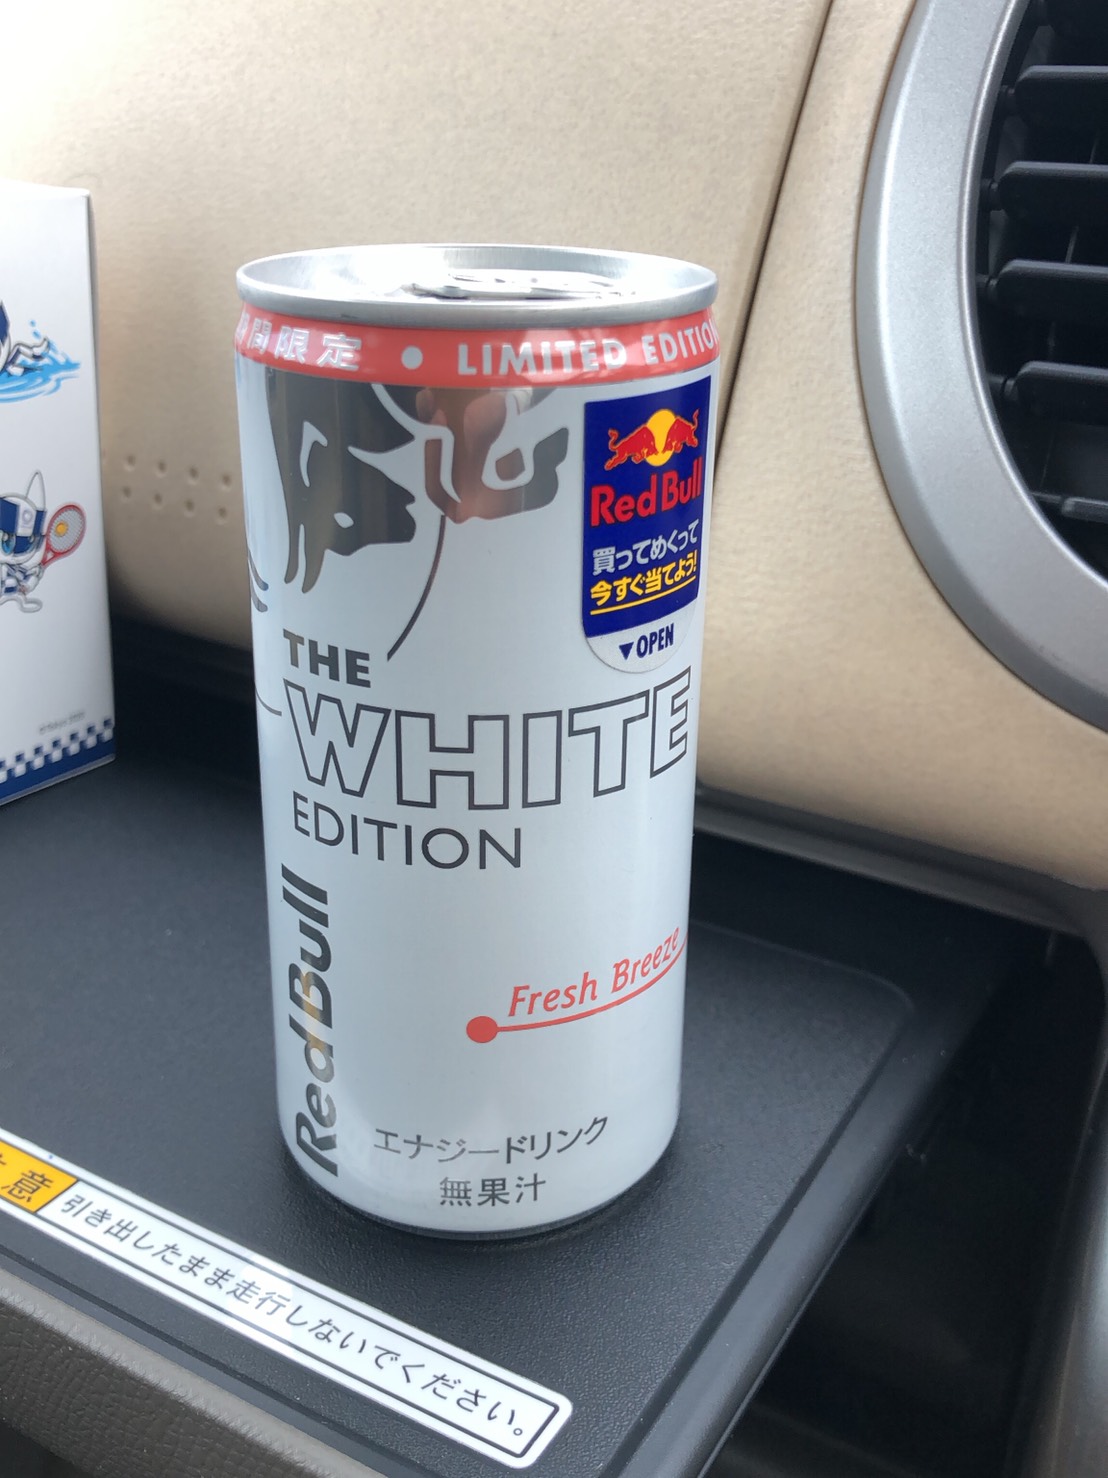 間限定 • LIMITED EDITION
Red Bull
買ってめくって
今すぐ当てよう!
▼OPEN
THE
WHITE
EDITION
Red Bull
Fresh Breeze
エナジードリンク
無果汁
意 引き出したまま走行しないでください。